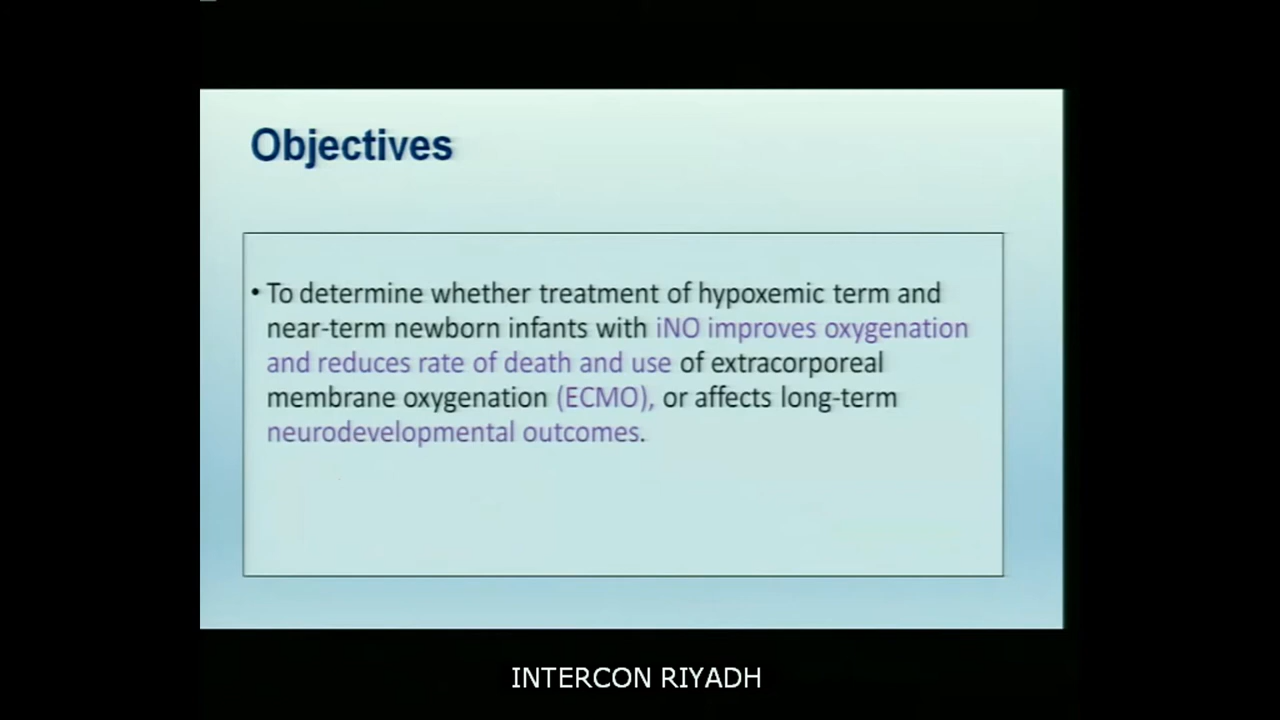 Objectives
• To determine whether treatment of hypoxemic term and
near-term newborn infants with iNO improves oxygenation
and reduces rate of death and use of extracorporeal
membrane oxygenation (ECMO), or affects long-term
neurodevelopmental outcomes.
INTERCON RIYADH